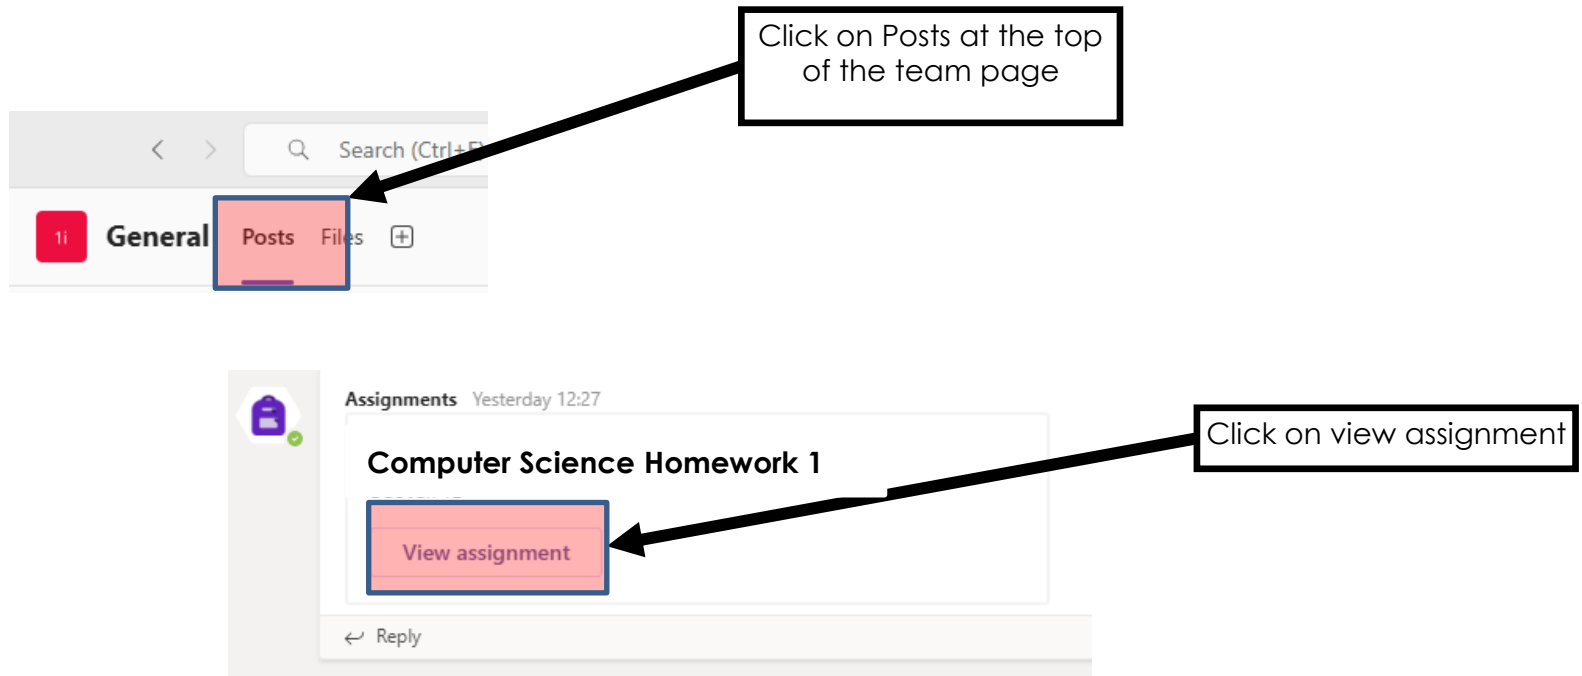 Click on Posts at the top
of the team page
Search (Ctrl+E)
1i General Posts Files
Assignments Yesterday 12:27
Computer Science Homework 1
Click on view assignment
View assignment
Reply